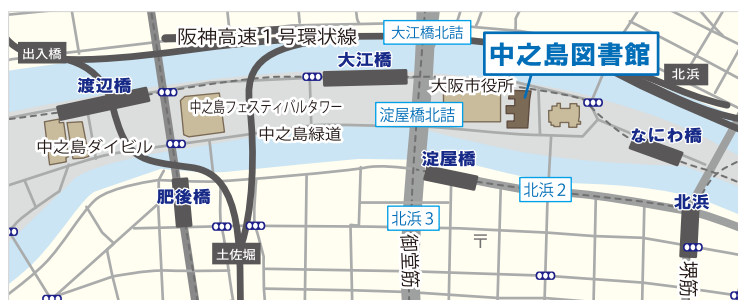 阪神高速1号環状線
大江橋北詰
中之島図書館
出入橋
大江橋
北浜
渡辺橋
大阪市役所
中之島フェスティバルタワー
淀屋橋北詰
中之島緑道
なにわ橋
中之島ダイビル
淀屋橋
肥後橋
北浜2
北浜
北浜3
〒
土佐堀
御堂筋
堺筋